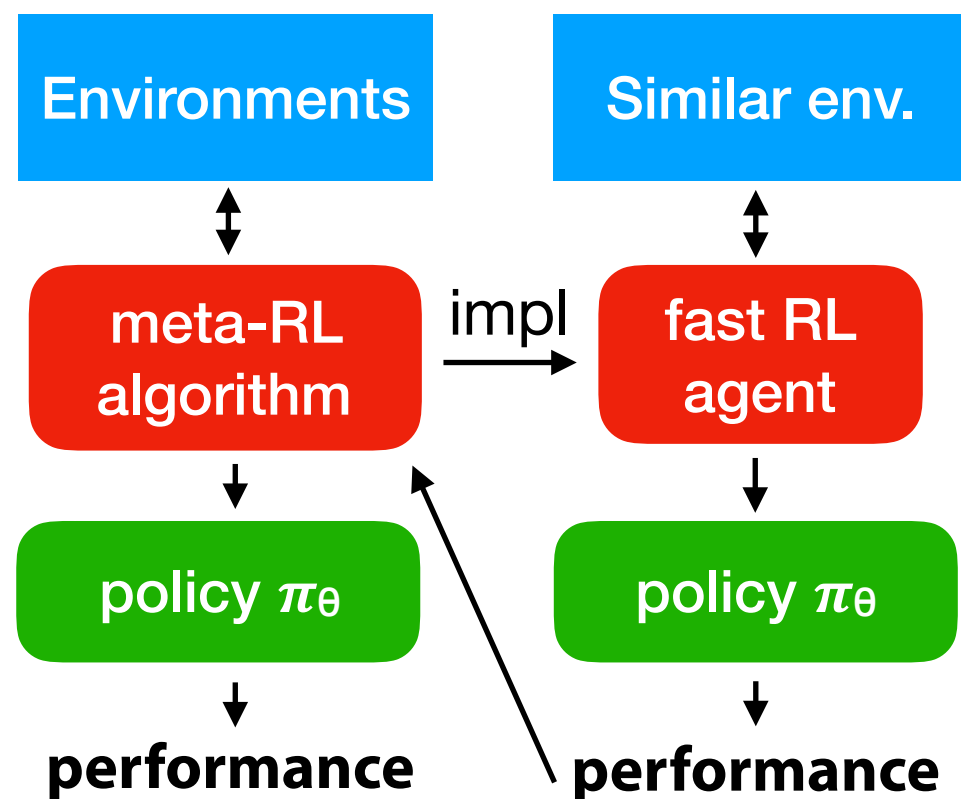 Environments
Similar env.
meta-RL
algorithm
impl
fast RL
agent
policy πθ
policy πθ
performance
performance